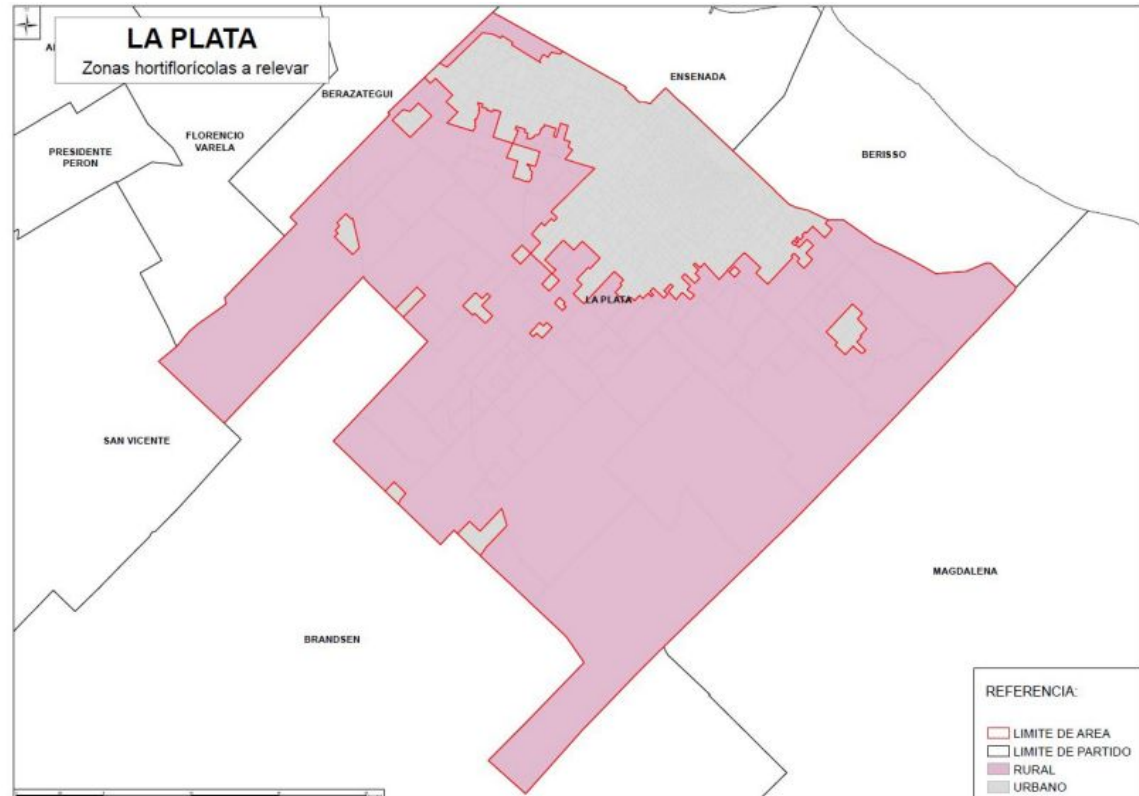 LA PLATA
Zonas hortiflorícolas a relevar
ENSENADA
BERAZATEGUI
FLORENCIO
VARELA
PRESIDENTE
PERON
BERISSO
LA PLATA
SAN VICENTE
MAGDALENA
BRANDSEN
REFERENCIA:
LIMITE DE AREA
LIMITE DE PARTIDO
RURAL
URBANO